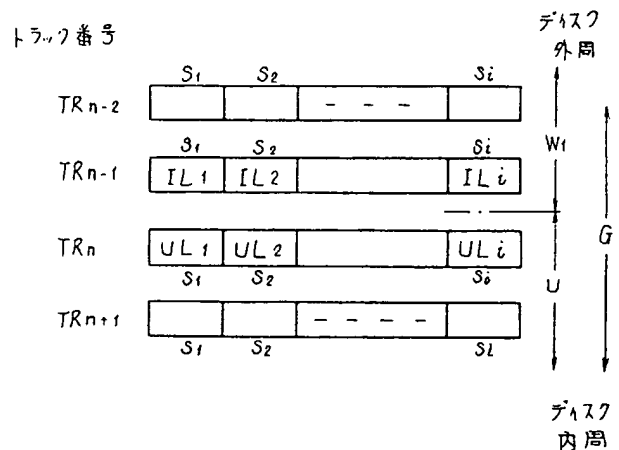 トラック番号
ディスク
外周
S1 S2 Si
TRn-2 - - -
W1
S1 S2 Si
TRn-1 IL1 IL2 ILi
G
TRn UL1 UL2 ULi
S1 S2 Si
U
TRn+1 - - - -
S1 S2 Si
ディスク
内周